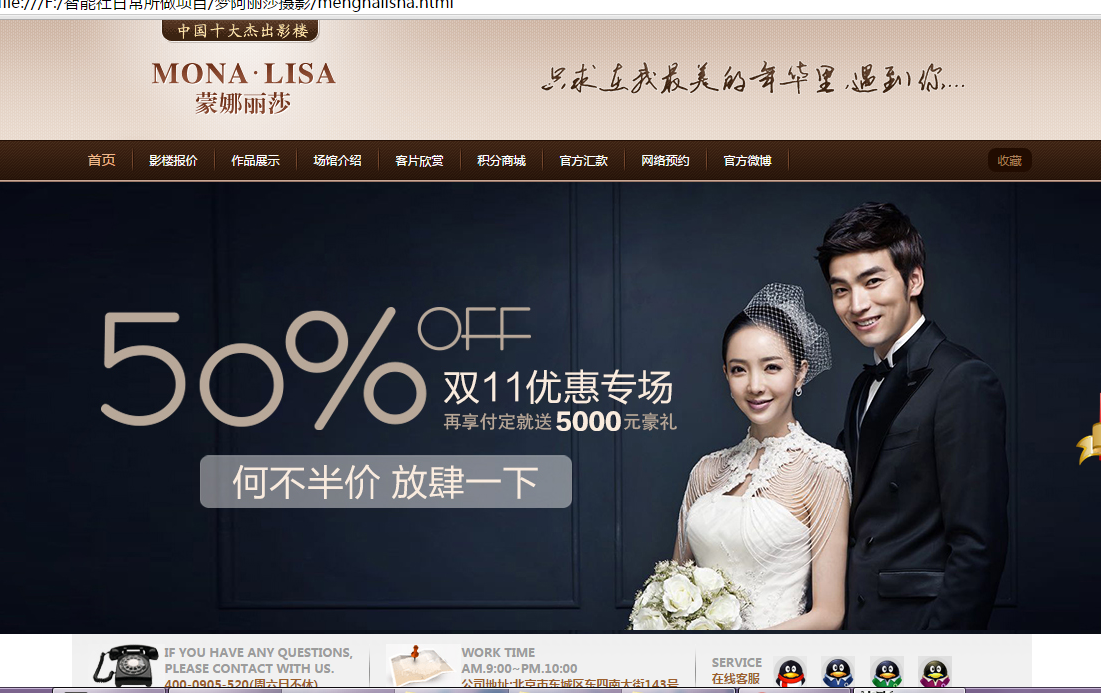 file:///F:/智能社日常所做项目/梦阿丽莎摄影/menghalisha.html
中国十大杰出影楼
MONA·LISA
蒙娜丽莎
只求在我最美的年华里,遇到你...
首页 影楼报价 作品展示 场馆介绍 客片欣赏 积分商城 官方汇款 网络预约 官方微博 收藏
50% OFF
双11优惠专场
再享付定就送5000元豪礼
何不半价 放肆一下
IF YOU HAVE ANY QUESTIONS,
PLEASE CONTACT WITH US.
400-0905-520(周六日不休)
WORK TIME
AM.9:00~PM.10:00
公司地址:北京市东城区东四南大街143号
SERVICE
在线客服